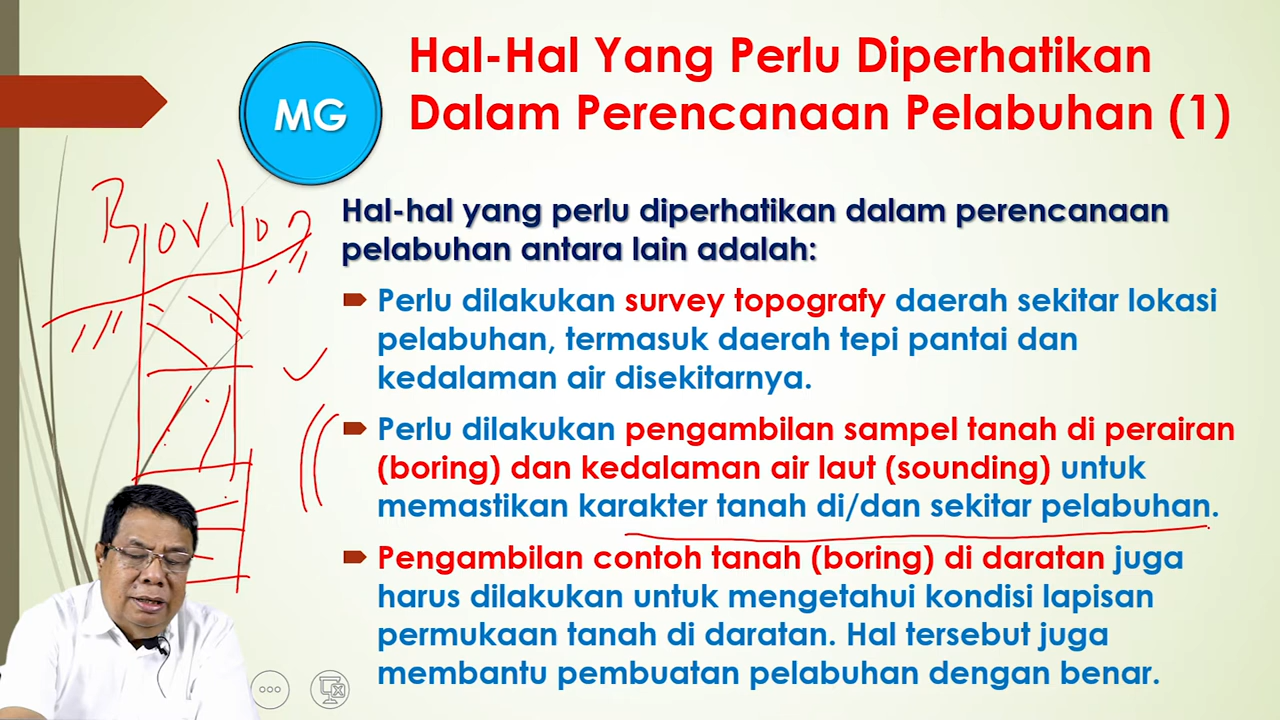 Hal-Hal Yang Perlu Diperhatikan
Dalam Perencanaan Pelabuhan (1)
MG
Bor log
Hal-hal yang perlu diperhatikan dalam perencanaan
pelabuhan antara lain adalah:
Perlu dilakukan survey topografy daerah sekitar lokasi
pelabuhan, termasuk daerah tepi pantai dan
kedalaman air disekitarnya.
Perlu dilakukan pengambilan sampel tanah di perairan
(boring) dan kedalaman air laut (sounding) untuk
memastikan karakter tanah di/dan sekitar pelabuhan.
Pengambilan contoh tanah (boring) di daratan juga
harus dilakukan untuk mengetahui kondisi lapisan
permukaan tanah di daratan. Hal tersebut juga
membantu pembuatan pelabuhan dengan benar.